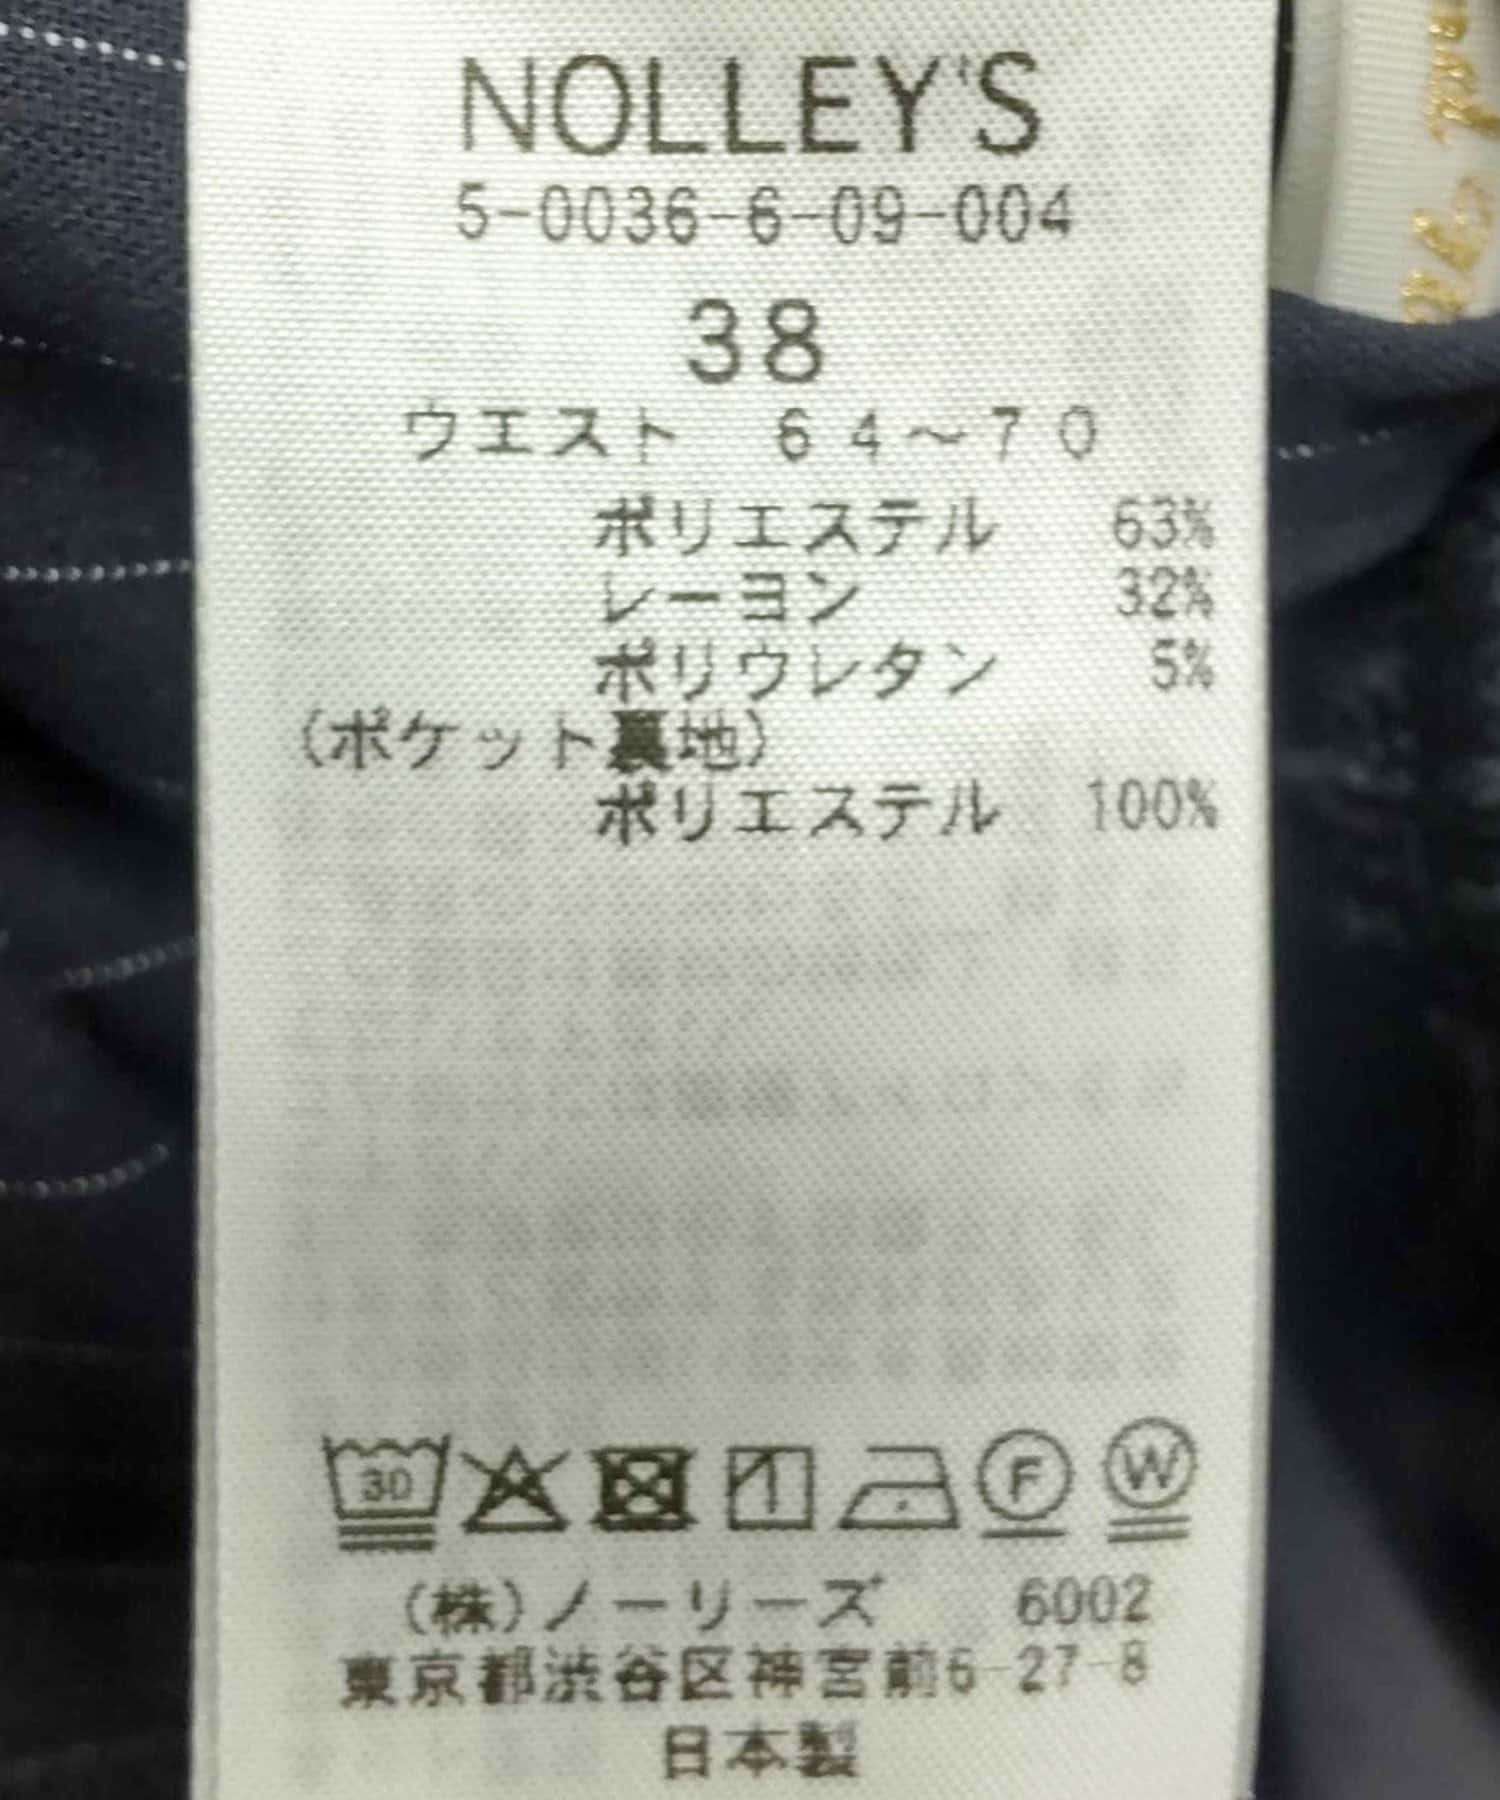 NOLLEY'S
5-0036-6-09-004
38
ウエスト 64～70
ポリエステル 63%
レーヨン 32%
ポリウレタン 5%
(ポケット裏地)
ポリエステル 100%
30
F
W
(株)ノーリーズ 6002
東京都渋谷区神宮前6-27-8
日本製